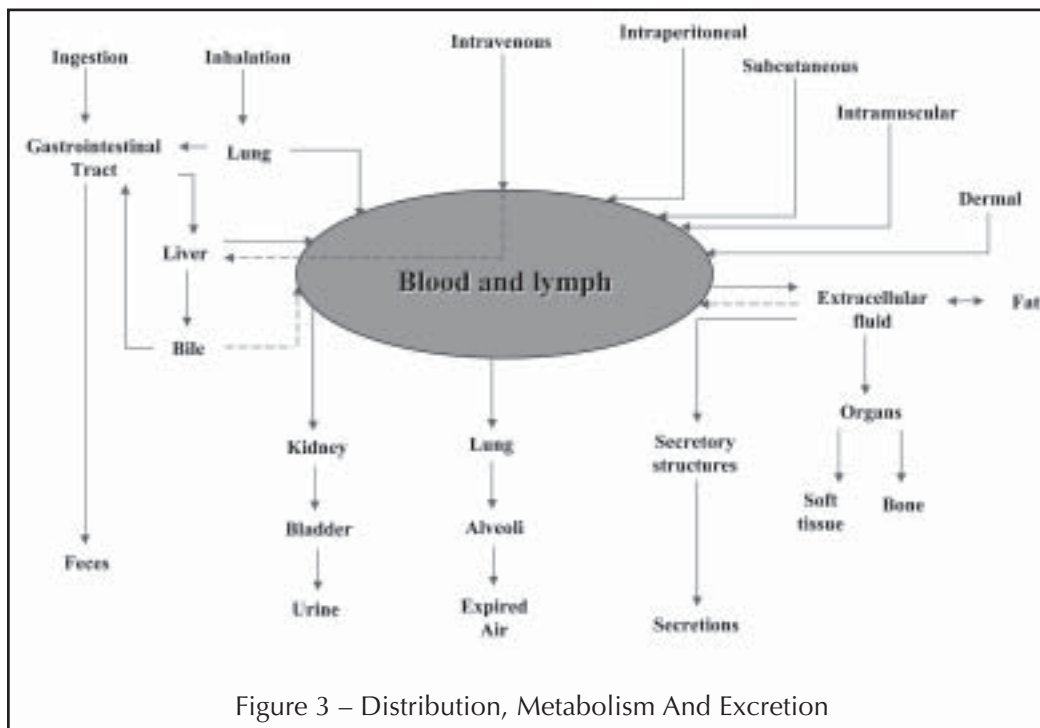 Ingestion
Inhalation
Intravenous
Intraperitoneal
Subcutaneous
Intramuscular
Dermal
Gastrointestinal
Tract
Lung
Liver
Bile
Blood and lymph
Extracellular
fluid
Fat
Organs
Soft
tissue
Bone
Kidney
Bladder
Urine
Lung
Alveoli
Expired
Air
Secretory
structures
Secretions
Feces
Figure 3 – Distribution, Metabolism And Excretion